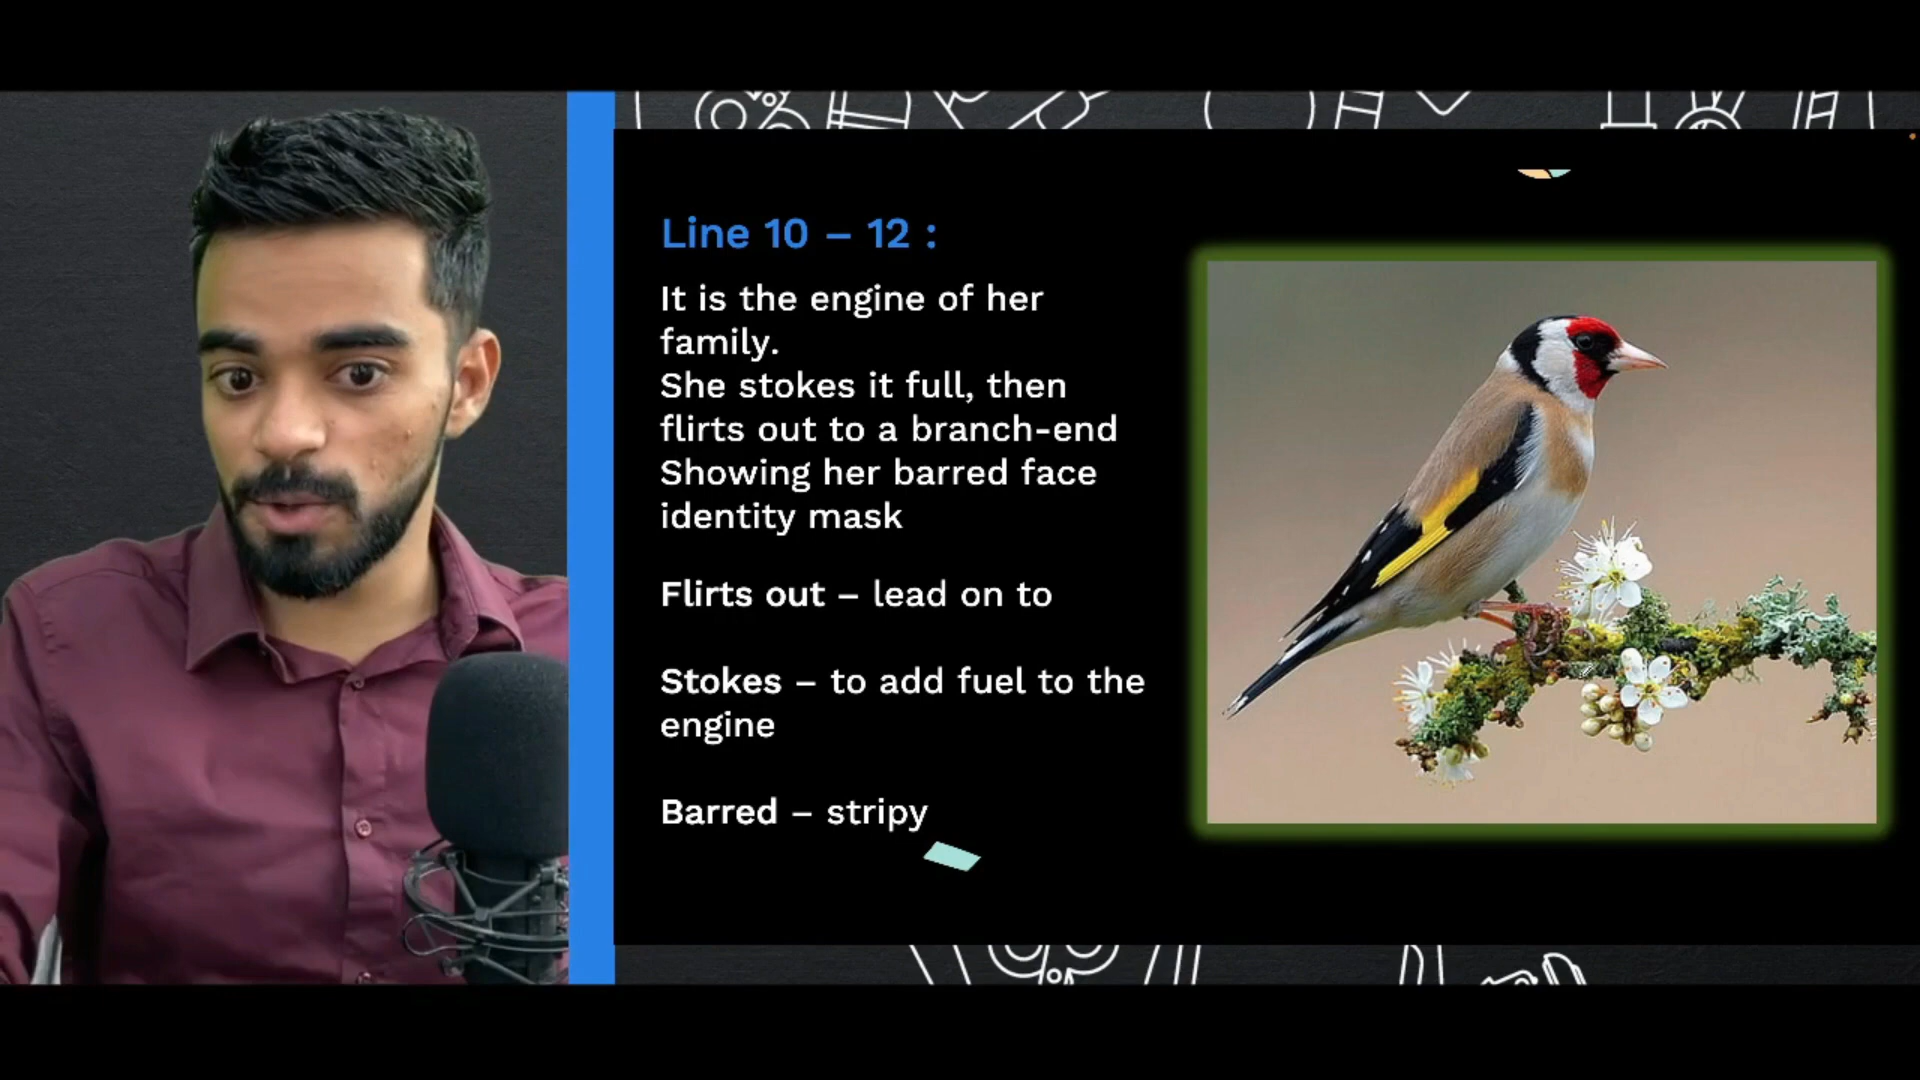 Line 10 – 12 :
It is the engine of her
family.
She stokes it full, then
flirts out to a branch-end
Showing her barred face
identity mask
Flirts out – lead on to
Stokes – to add fuel to the
engine
Barred – stripy